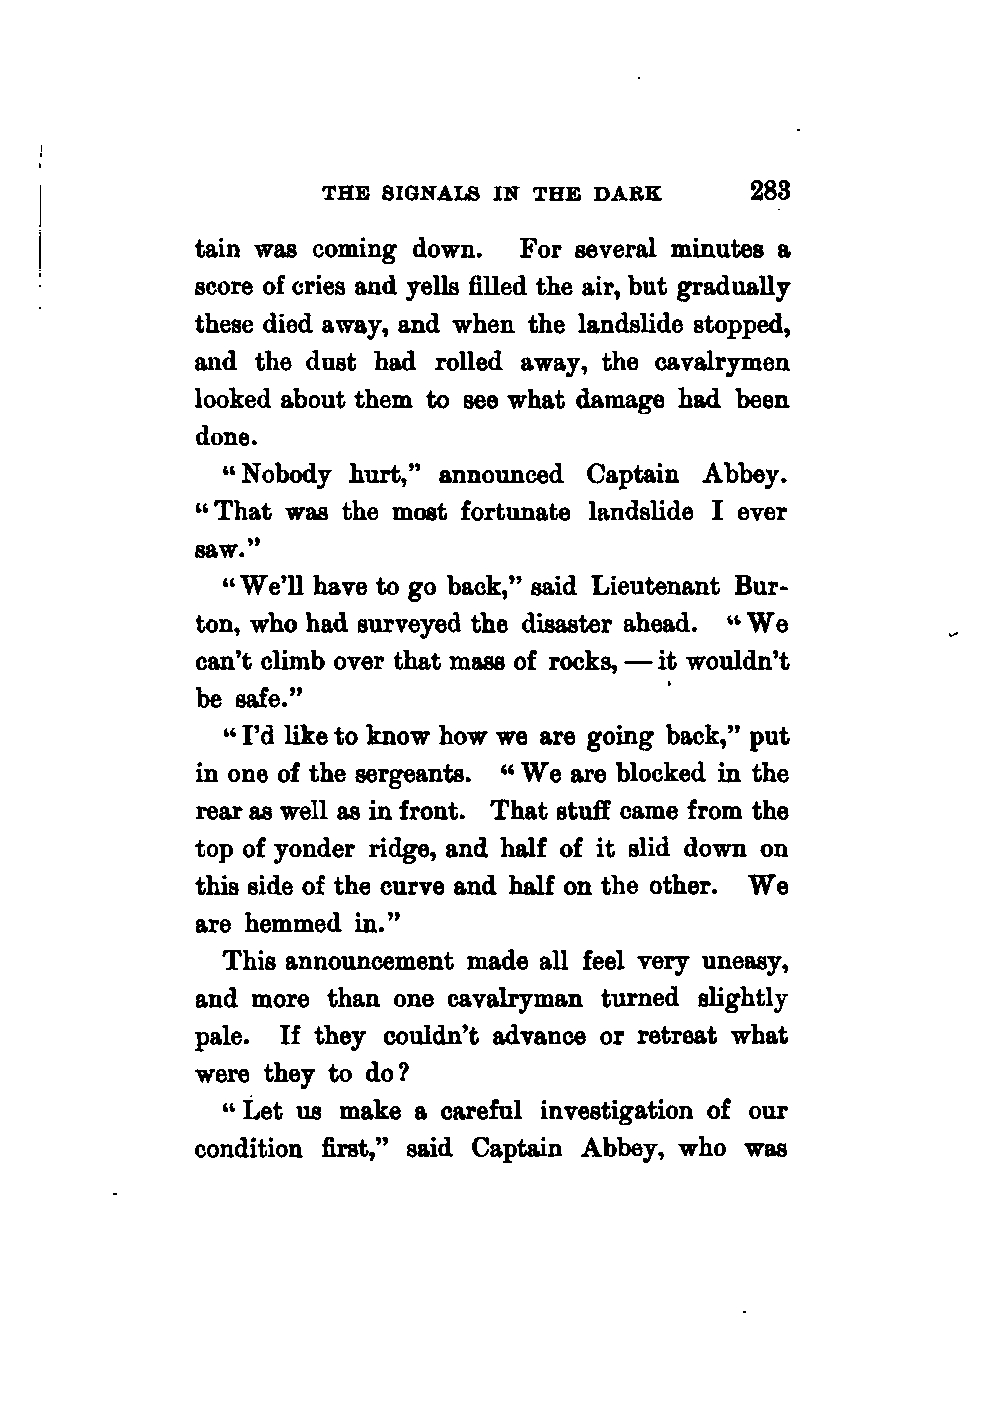 THE SIGNALS IN THE DARK 283
tain was coming down. For several minutes a
score of cries and yells filled the air, but gradually
these died away, and when the landslide stopped,
and the dust had rolled away, the cavalrymen
looked about them to see what damage had been
done.
“Nobody hurt,” announced Captain Abbey.
“That was the most fortunate landslide I ever
saw.”
“We’ll have to go back,” said Lieutenant Bur-
ton, who had surveyed the disaster ahead. “We
can’t climb over that mass of rocks, — it wouldn’t
be safe.”
“I’d like to know how we are going back,” put
in one of the sergeants. “We are blocked in the
rear as well as in front. That stuff came from the
top of yonder ridge, and half of it slid down on
this side of the curve and half on the other. We
are hemmed in.”
This announcement made all feel very uneasy,
and more than one cavalryman turned slightly
pale. If they couldn’t advance or retreat what
were they to do?
“Let us make a careful investigation of our
condition first,” said Captain Abbey, who was